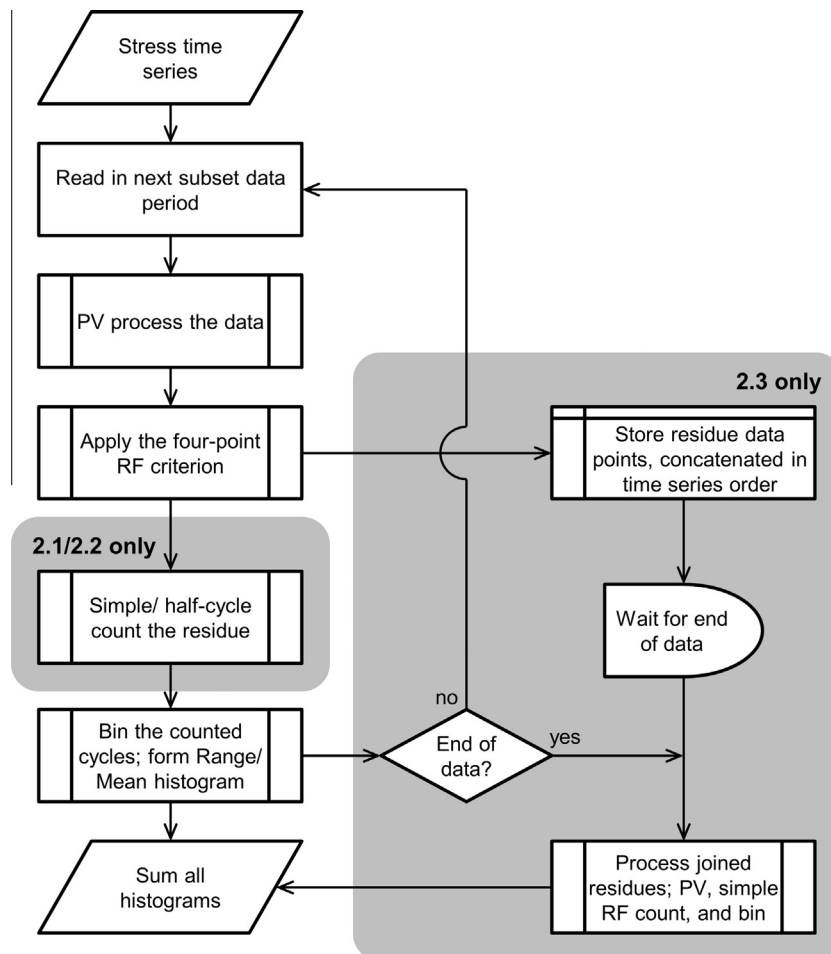 Stress time
series
Read in next subset data
period
PV process the data
2.3 only
Apply the four-point
RF criterion
Store residue data
points, concatenated in
time series order
2.1/2.2 only
Simple/ half-cycle
count the residue
Wait for end
of data
no
Bin the counted
cycles; form Range/
Mean histogram
End of
data?
yes
Sum all
histograms
Process joined
residues; PV, simple
RF count, and bin